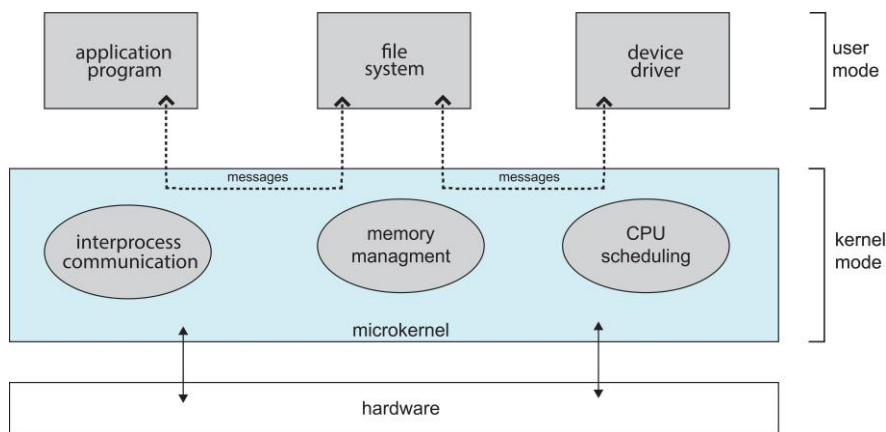 application
program
file
system
device
driver
user
mode
messages
messages
interprocess
communication
memory
managment
CPU
scheduling
kernel
mode
microkernel
hardware